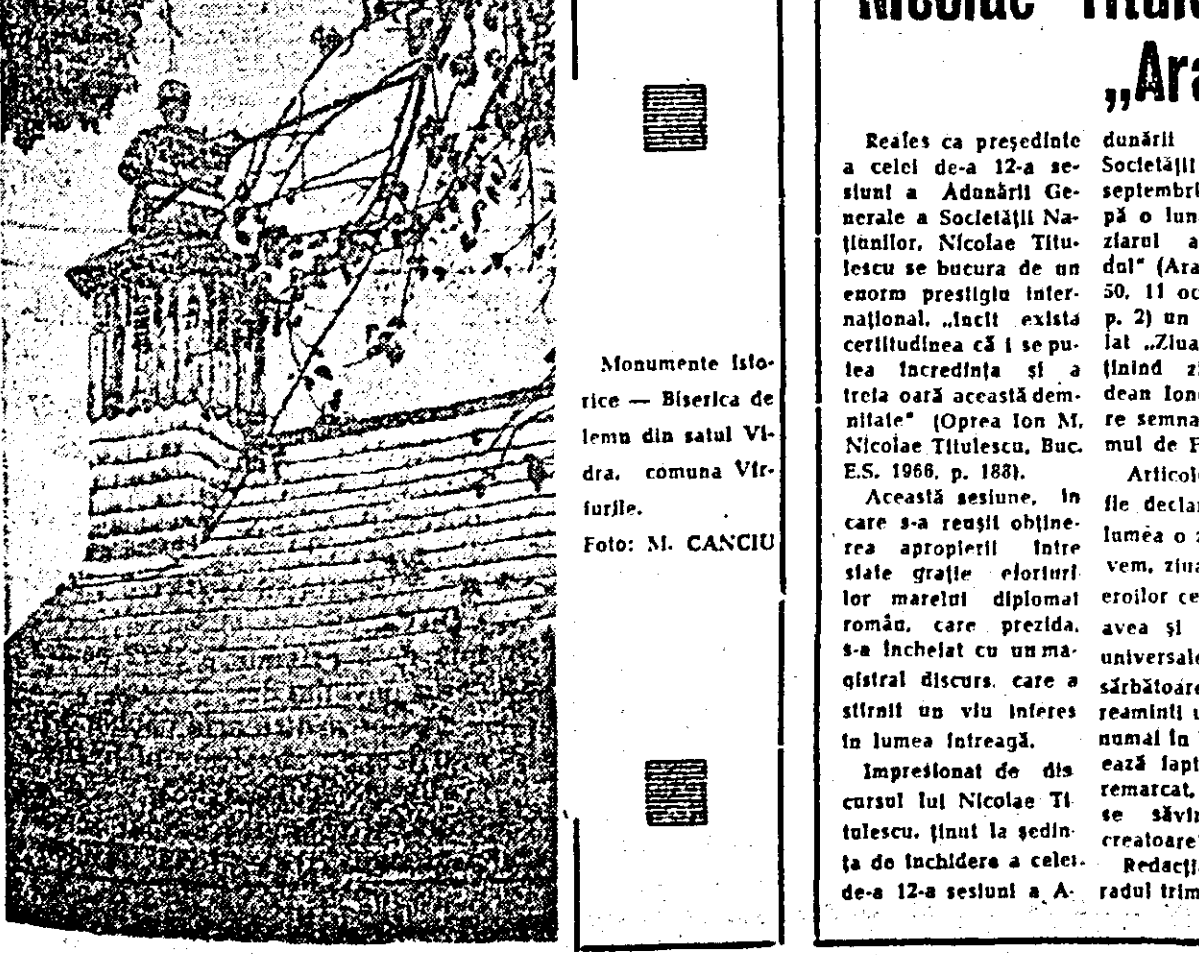 Monumente isto-
rice — Biserica de
lemn din satul Vi-
dra, comuna Vîr-
furile.
Foto: M. CANCIU
Nicolae Titule
„Ara
Reales ca președinte
a celei de-a 12-a se-
siuni a Adunării Ge-
nerale a Societății Na-
țiunilor, Nicolae Titu-
lescu se bucura de un
enorm prestigiu inter-
național, „încît există
certitudinea că i se pu-
tea încredința și a
treia oară această dem-
nitate" (Oprea Ion M.
Nicolae Titulescu, Buc.
E.S. 1966, p. 188).
Această sesiune, în
care s-a reușit obține-
rea apropierii între
state grație eforturi
lor marelui diplomat
român, care prezida,
s-a încheiat cu un ma-
gistral discurs, care a
stîrnit un viu interes
în lumea întreagă.
Impresionat de dis
cursul lui Nicolae Ti
tulescu, ținut la ședin-
ța de închidere a celei
de-a 12-a sesiuni a A-
dunării
Societății
septembri
pă o lun
ziarul a
dul" (Ara
50, 11 oc
p. 2) un
lat „Ziua
ținînd z
dean Ion
re semna
mul de F
Articol
fie declar
lumea o z
vem, ziua
eroilor ce
avea și
universale
sărbătoare
reaminti u
numai în
ează fapt
remarcat,
se săvîr
creatoare
Redacți
radul trim